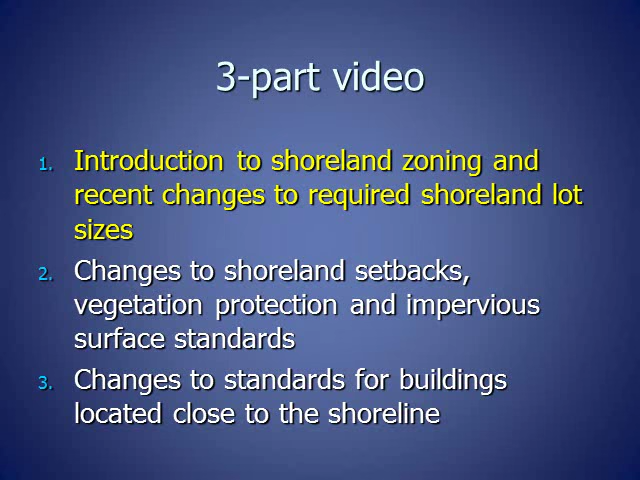 3-part video
1. Introduction to shoreland zoning and
recent changes to required shoreland lot
sizes
2. Changes to shoreland setbacks,
vegetation protection and impervious
surface standards
3. Changes to standards for buildings
located close to the shoreline